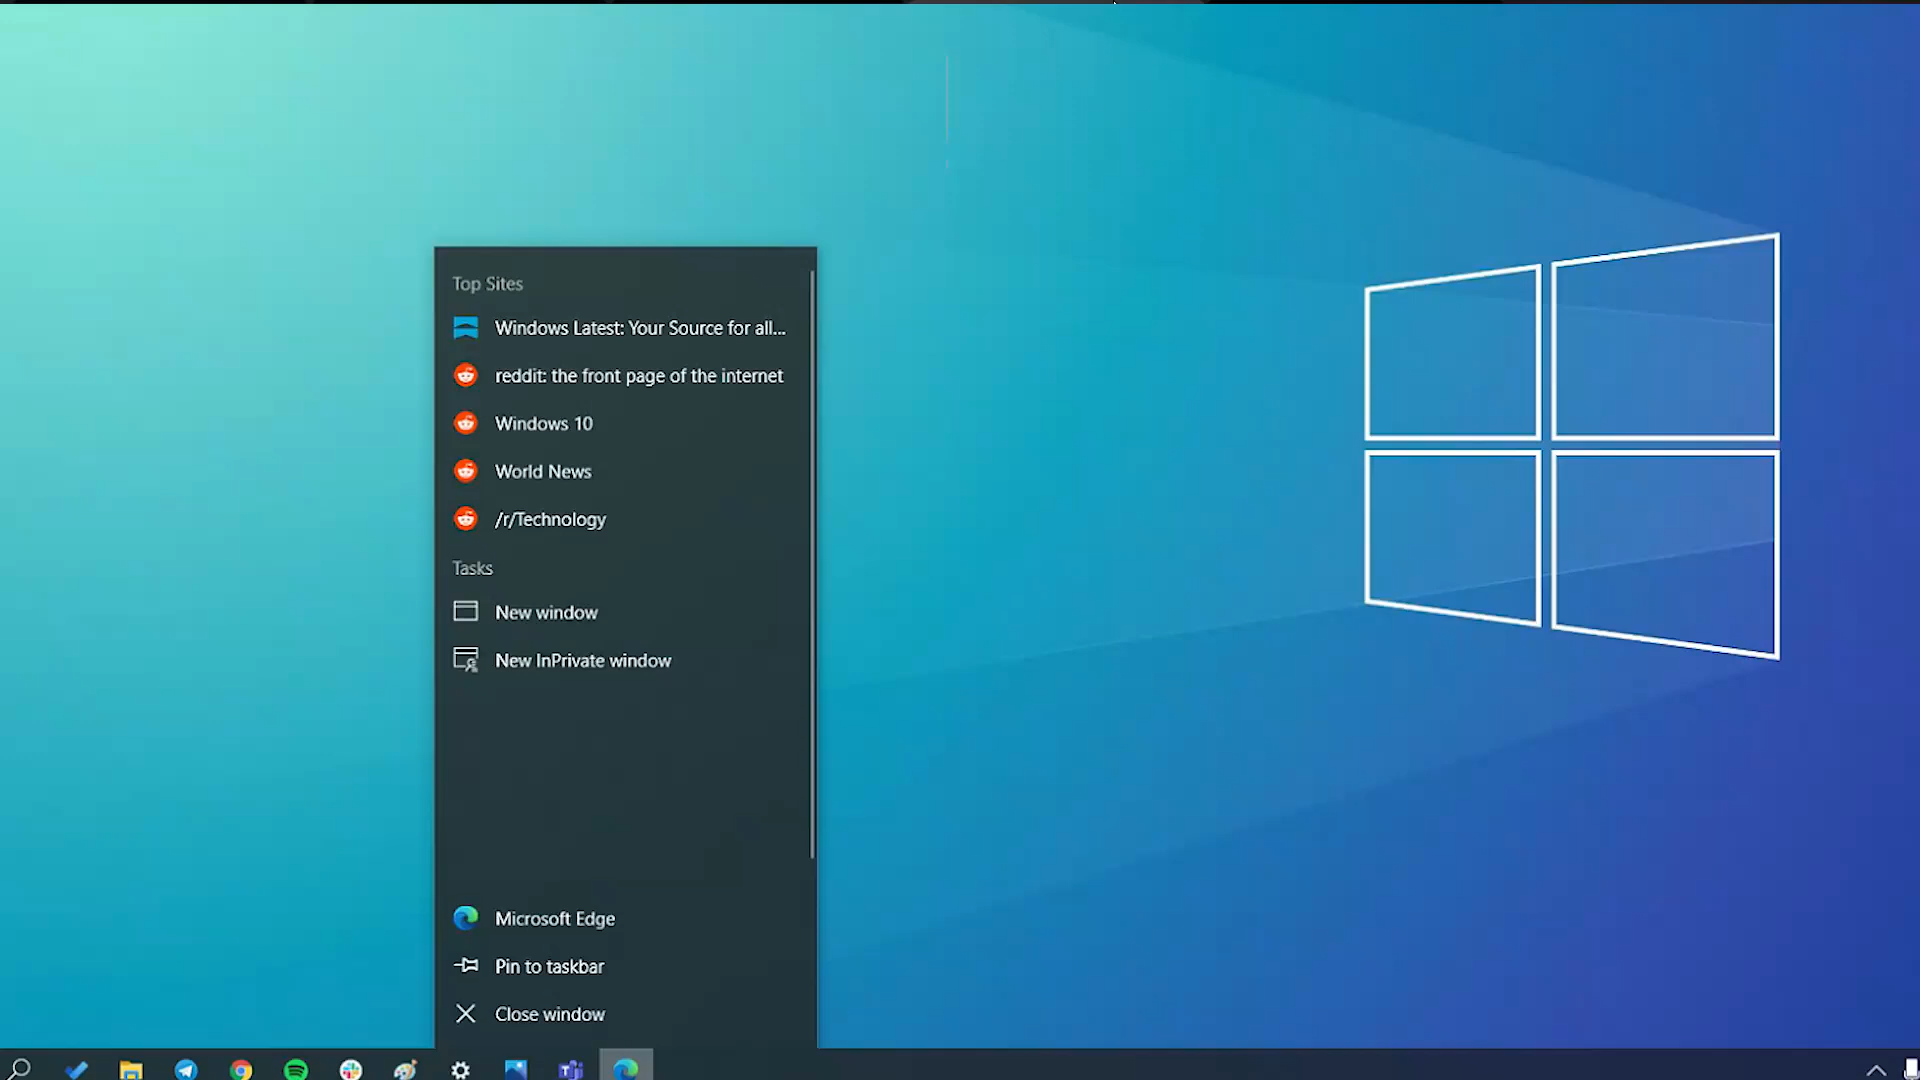 Top Sites
Windows Latest: Your Source for all...
reddit: the front page of the internet
Windows 10
World News
/r/Technology
Tasks
New window
New InPrivate window
Microsoft Edge
Pin to taskbar
Close window